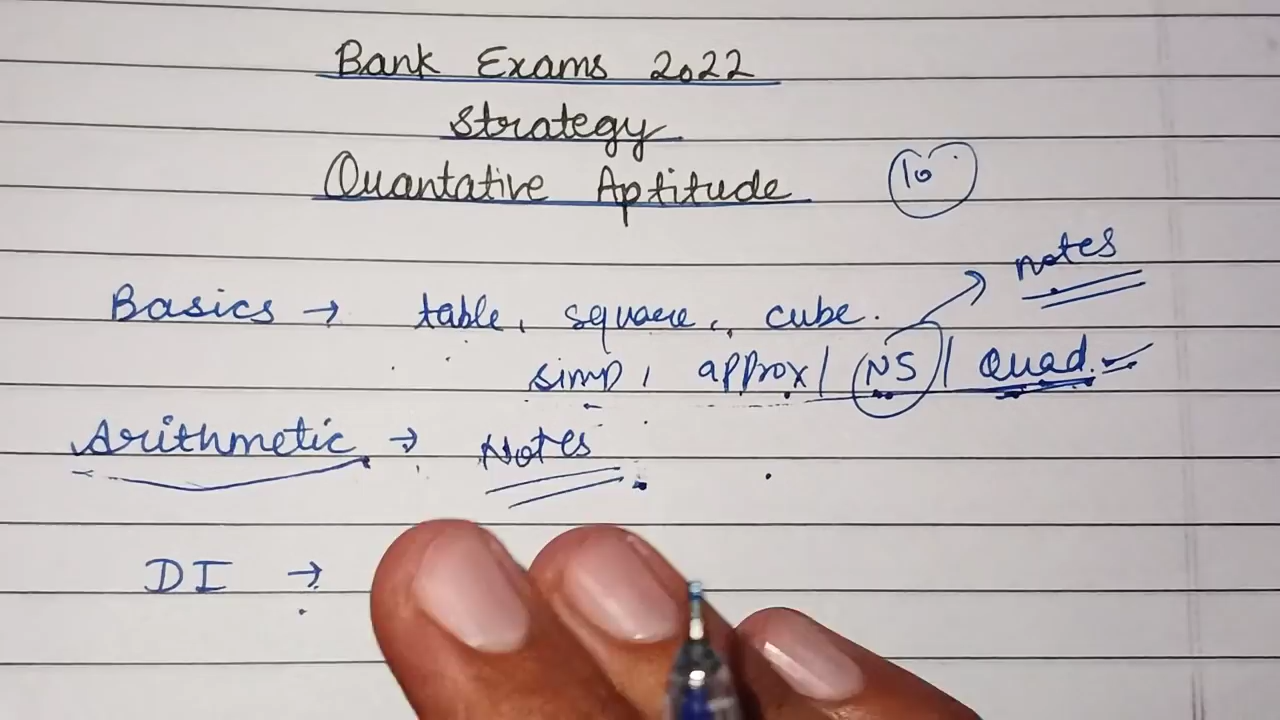 Bank Exams 2022
Strategy
Quantative Aptitude 10
notes
Basics → table, square, cube.
simp, approx / NS / Quad.
Arithmetic → Notes
DI →